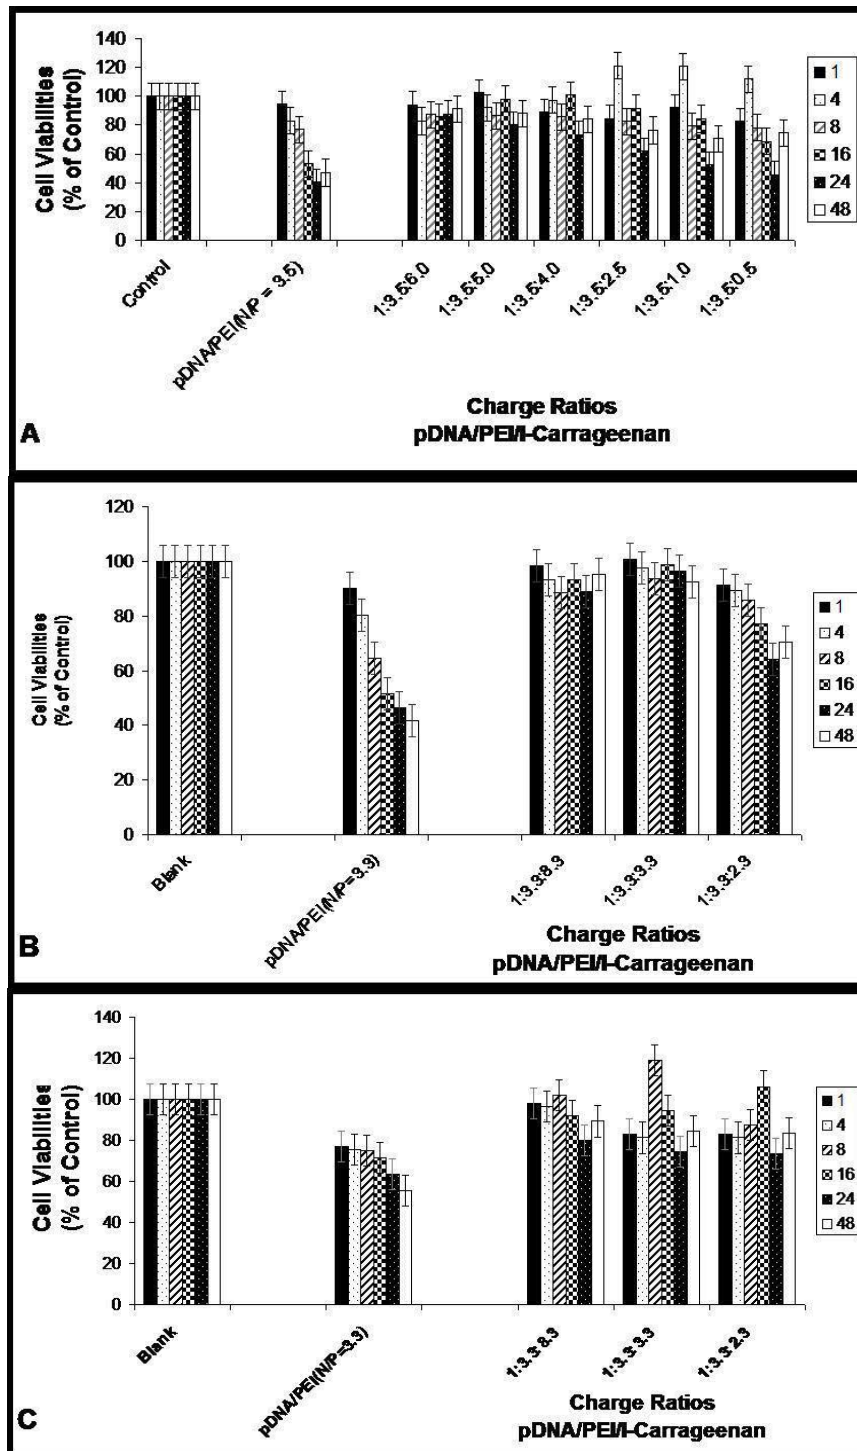 140
120
100
80
60
40
20
0
Cell Viabilities
(% of Control)
Control
pDNA/PEI(N/P = 3.5)
1:3.5:6.0
1:3.5:5.0
1:3.5:4.0
1:3.5:2.5
1:3.5:1.0
1:3.5:0.5
1
4
8
16
24
48
Charge Ratios
pDNA/PEI/I-Carrageenan
A
120
100
80
60
40
20
0
Cell Viabilities
(% of Control)
Blank
pDNA/PEI(N/P=3.3)
1:3.3:8.3
1:3.3:3.3
1:3.3:2.3
1
4
8
16
24
48
Charge Ratios
pDNA/PEI/I-Carrageenan
B
140
120
100
80
60
40
20
0
Cell Viabilities
(% of Control)
Blank
pDNA/PEI(N/P=3.3)
1:3.3:8.3
1:3.3:3.3
1:3.3:2.3
1
4
8
16
24
48
Charge Ratios
pDNA/PEI/I-Carrageenan
C